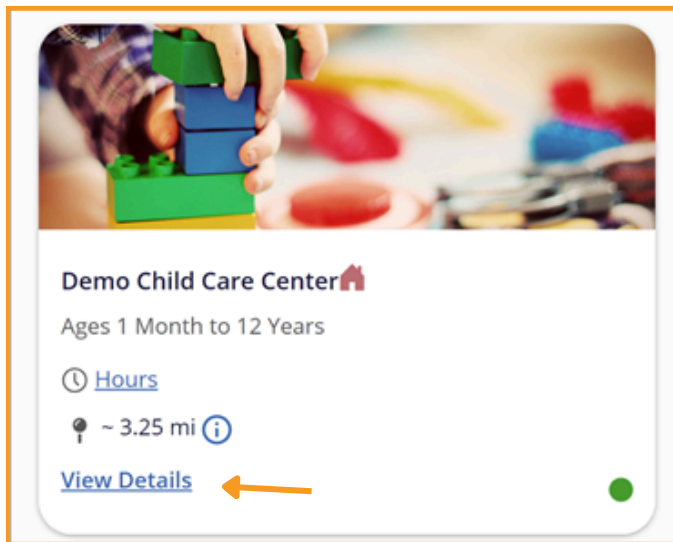 Demo Child Care Center
Ages 1 Month to 12 Years
Hours
~ 3.25 mi
View Details